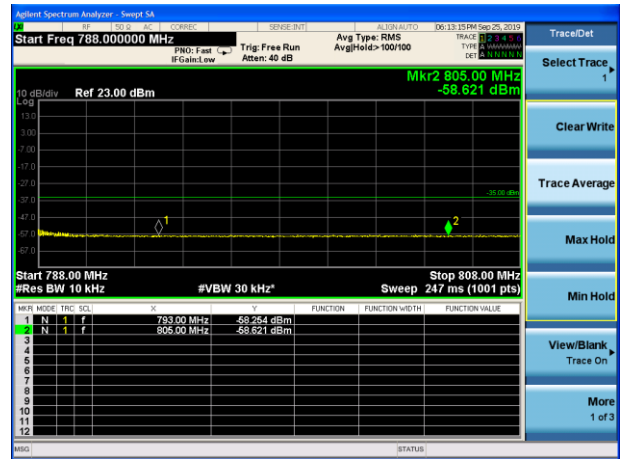 Agilent Spectrum Analyzer - Swept SA
RF 50 Ω AC CORREC SENSE:INT ALIGN AUTO 06:13:15 PM Sep 25, 2019
Start Freq 788.000000 MHz
PNO: Fast
IFGain:Low
Trig: Free Run
Atten: 40 dB
Avg Type: RMS
Avg|Hold:>100/100
TRACE 1 2 3 4 5 6
TYPE A WWWWW
DET A N N N N N
Mkr2 805.00 MHz
-58.621 dBm
10 dB/div Ref 23.00 dBm
Log
13.0
3.00
-7.00
-17.0
-27.0
-35.00 dBm
-37.0
-47.0
-57.0
-67.0
1
2
Start 788.00 MHz Stop 808.00 MHz
#Res BW 10 kHz #VBW 30 kHz* Sweep 247 ms (1001 pts)
MKR MODE TRC SCL X Y FUNCTION FUNCTION WIDTH FUNCTION VALUE
1 N 1 f 793.00 MHz -58.254 dBm
2 N 1 f 805.00 MHz -58.621 dBm
3
4
5
6
7
8
9
10
11
12
MSG STATUS
Trace/Det
Select Trace
1
Clear Write
Trace Average
Max Hold
Min Hold
View/Blank
Trace On
More
1 of 3